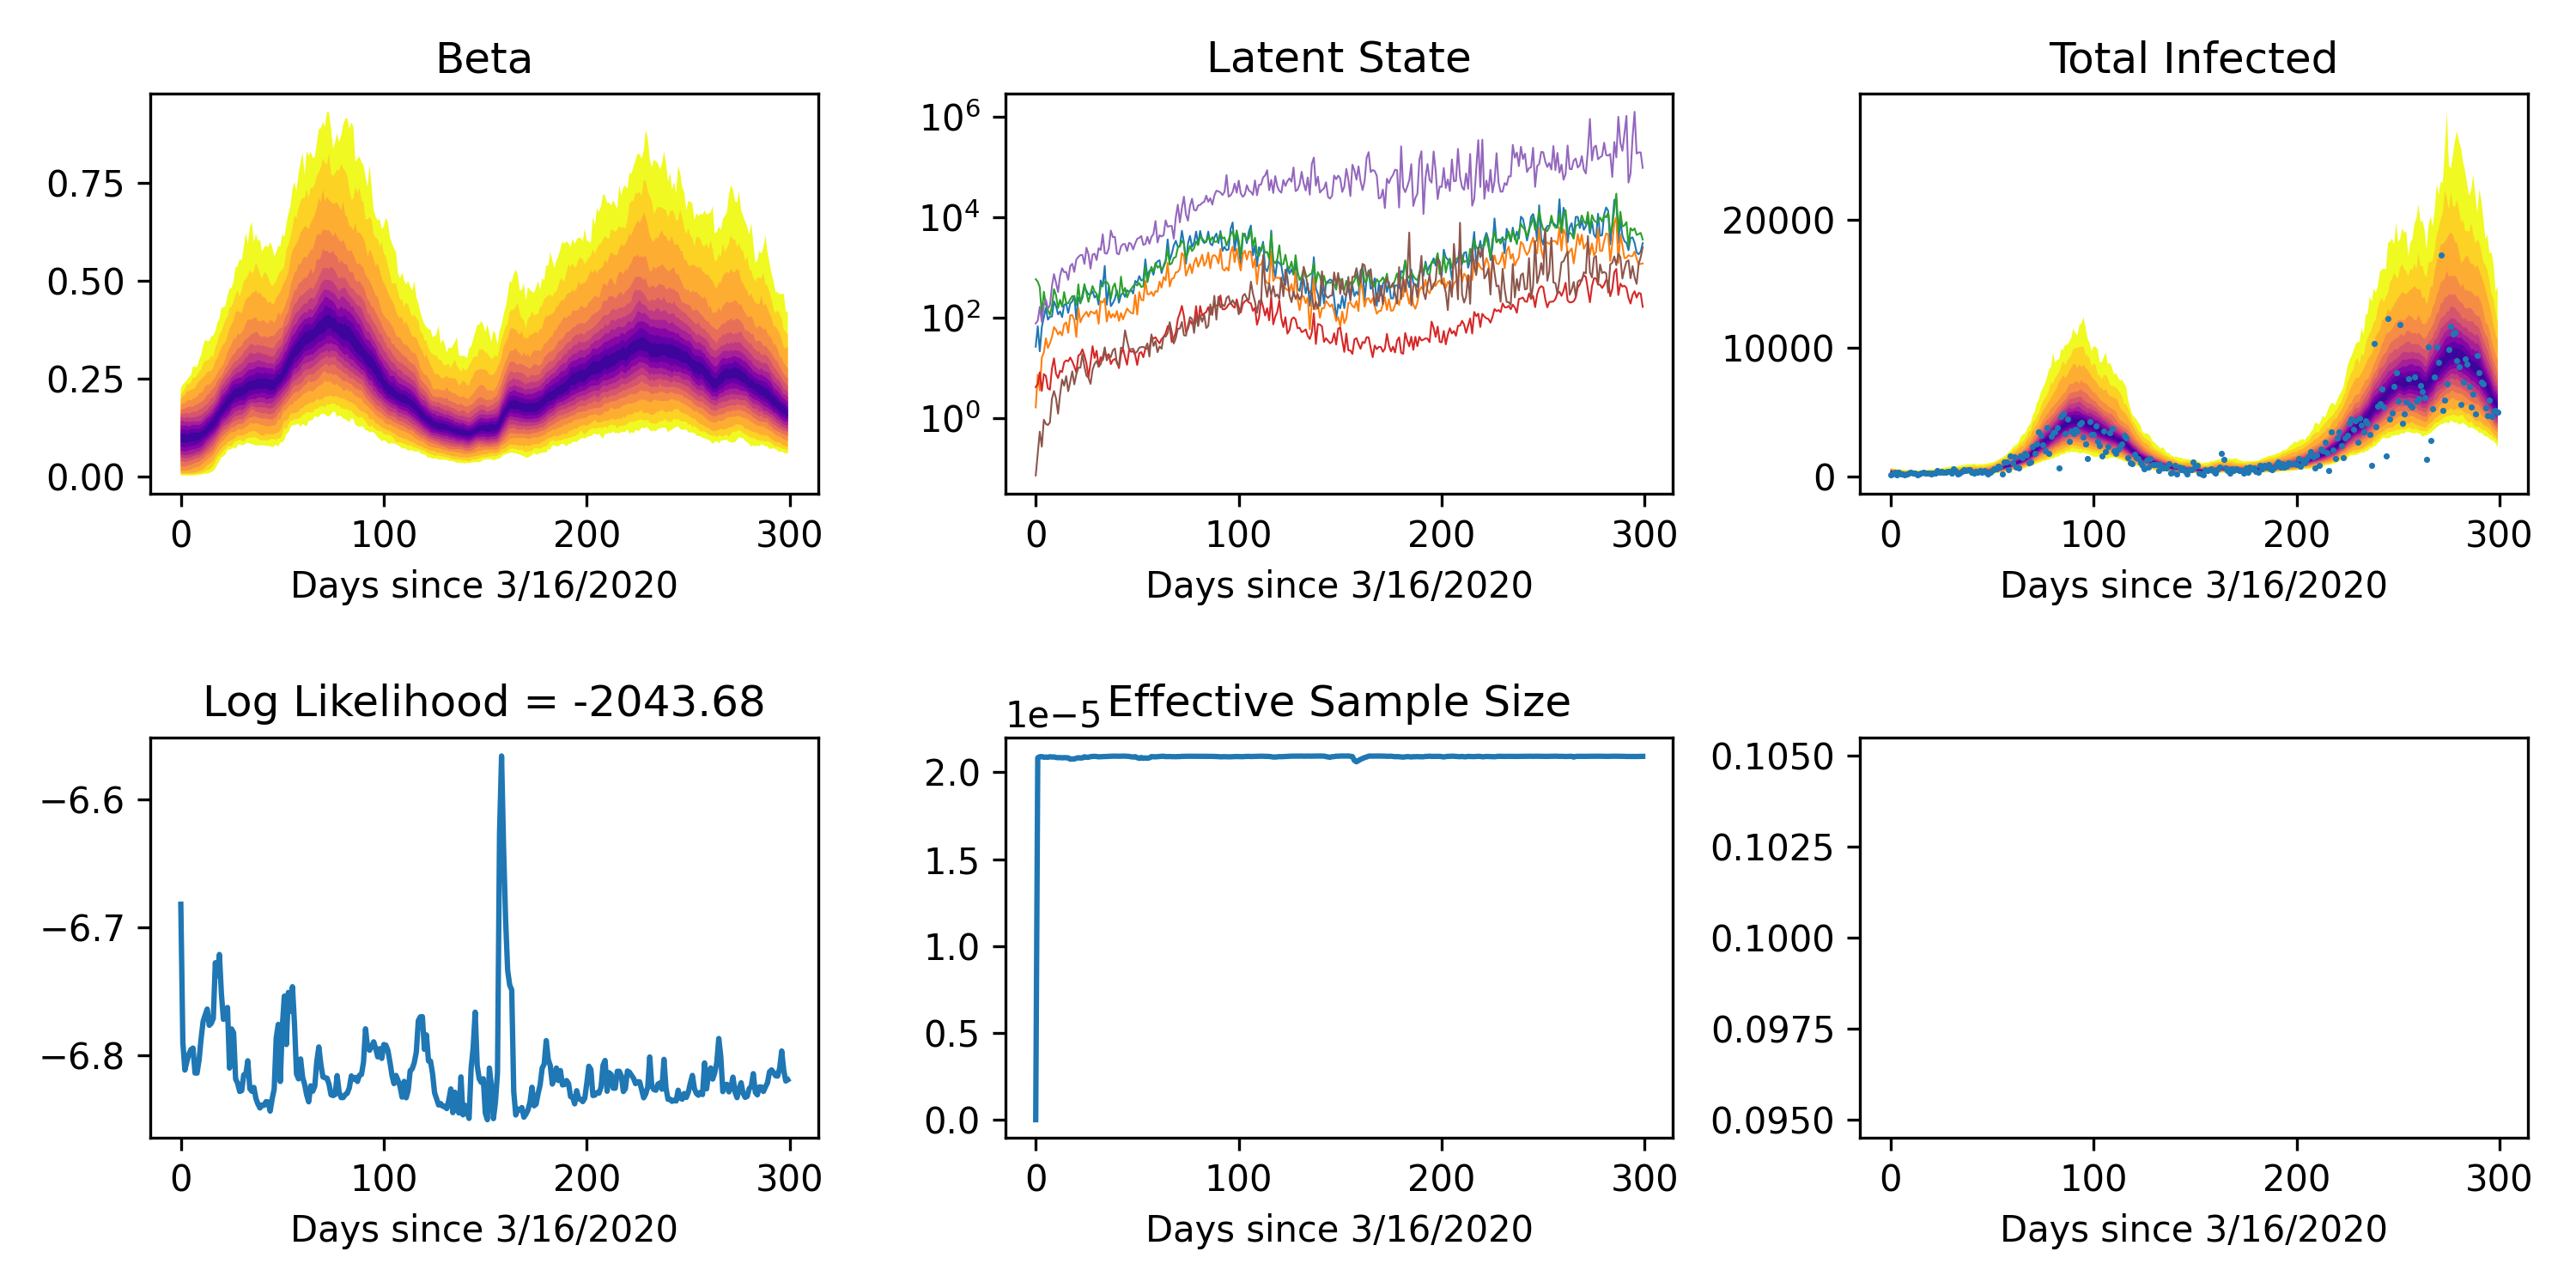 Beta
0.75
0.50
0.25
0.00
0 100 200 300
Days since 3/16/2020
Latent State
10⁶
10⁴
10²
10⁰
0 100 200 300
Days since 3/16/2020
Total Infected
20000
10000
0
0 100 200 300
Days since 3/16/2020
Log Likelihood = -2043.68
−6.6
−6.7
−6.8
0 100 200 300
Days since 3/16/2020
Effective Sample Size
1e−5
2.0
1.5
1.0
0.5
0.0
0 100 200 300
Days since 3/16/2020
0.1050
0.1025
0.1000
0.0975
0.0950
0 100 200 300
Days since 3/16/2020